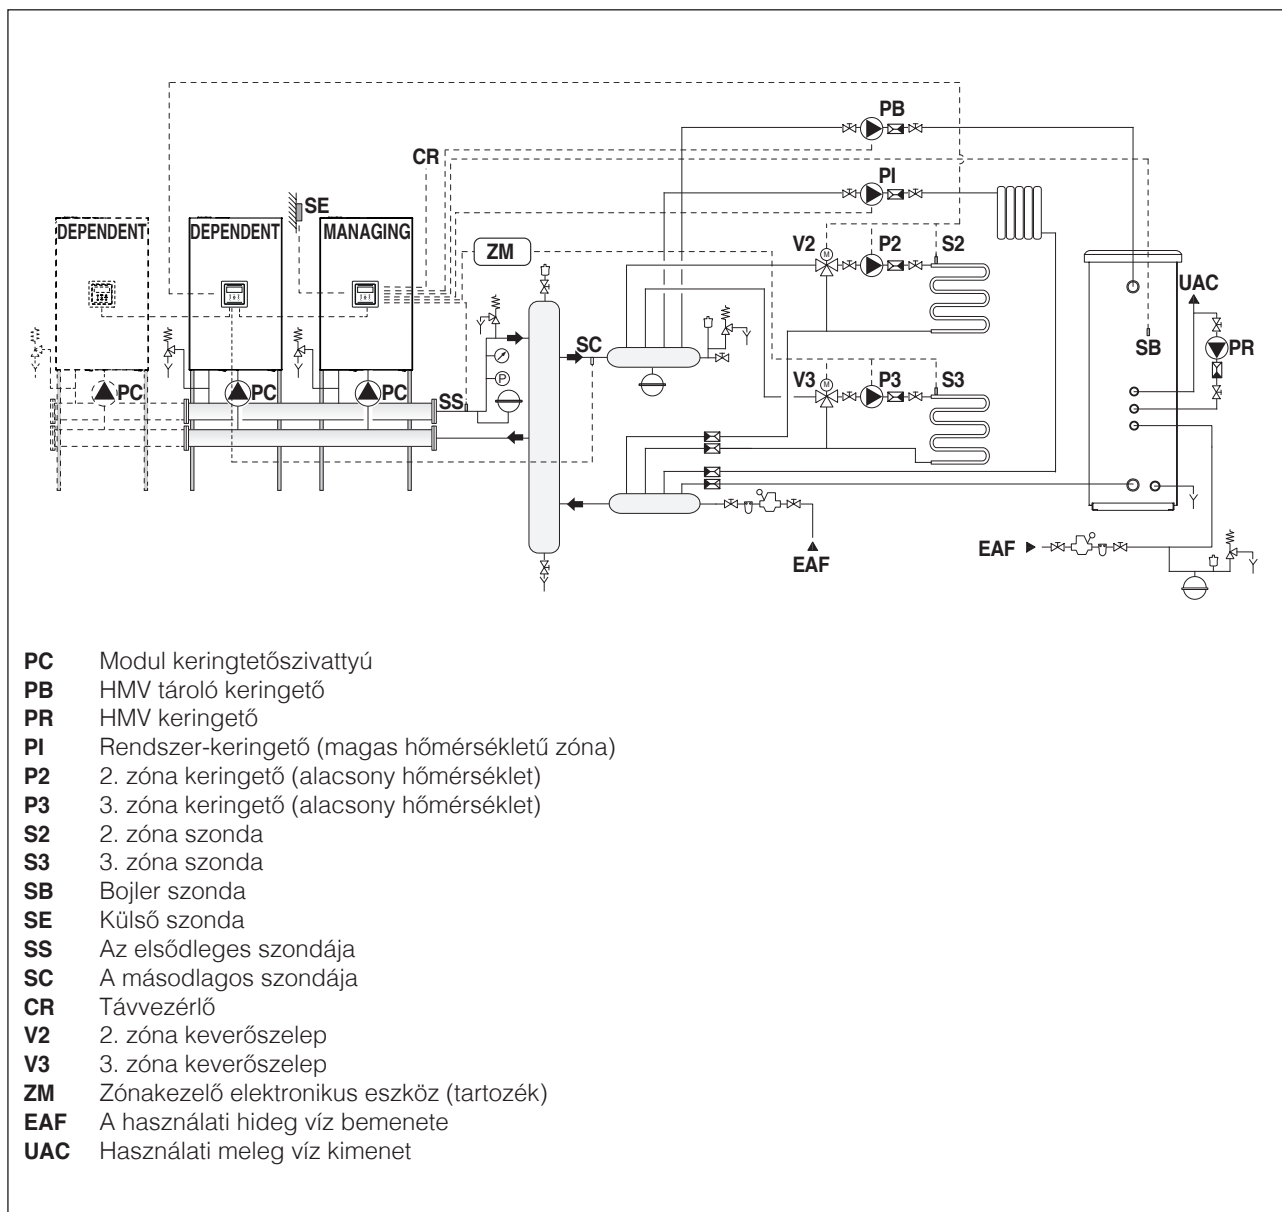 PB
CR
PI
SE
DEPENDENT DEPENDENT MANAGING
ZM
V2 P2 S2
UAC
SC
SB PR
P
V3 P3 S3
PC PC PC SS
EAF
EAF
PC Modul keringtetőszivattyú
PB HMV tároló keringető
PR HMV keringető
PI Rendszer-keringető (magas hőmérsékletű zóna)
P2 2. zóna keringető (alacsony hőmérséklet)
P3 3. zóna keringető (alacsony hőmérséklet)
S2 2. zóna szonda
S3 3. zóna szonda
SB Bojler szonda
SE Külső szonda
SS Az elsődleges szondája
SC A másodlagos szondája
CR Távvezérlő
V2 2. zóna keverőszelep
V3 3. zóna keverőszelep
ZM Zónakezelő elektronikus eszköz (tartozék)
EAF A használati hideg víz bemenete
UAC Használati meleg víz kimenet